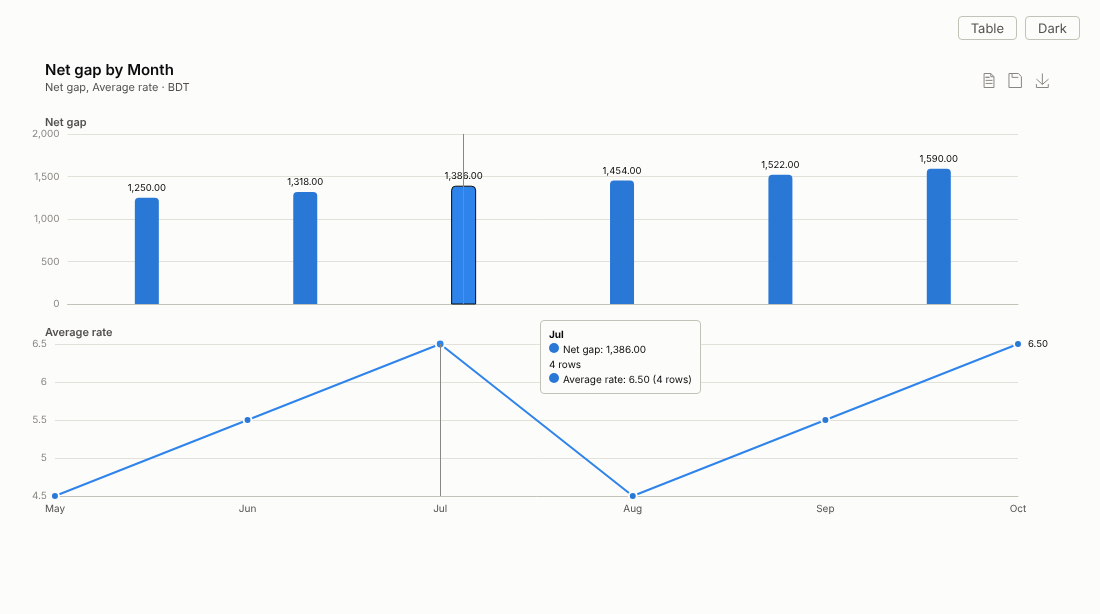 Table Dark
Net gap by Month
Net gap, Average rate · BDT
Net gap
2,000
1,500
1,000
500
0
1,250.00
1,318.00
1,386.00
1,454.00
1,522.00
1,590.00
Average rate
6.5
6
5.5
5
4.5
6.50
Jul
Net gap: 1,386.00
4 rows
Average rate: 6.50 (4 rows)
May Jun Jul Aug Sep Oct